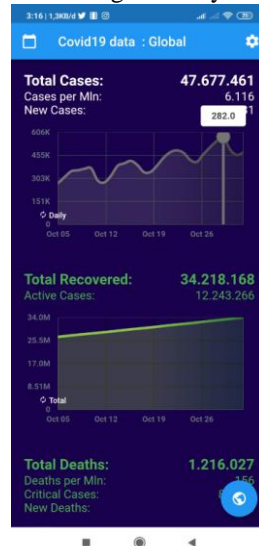 3:16 | 1,3KB/d
Covid19 data : Global
Total Cases: 47.677.461
Cases per Mln: 6.116
New Cases:
282.0
606K
455K
303K
151K
Daily
0
Oct 05 Oct 12 Oct 19 Oct 26
Total Recovered: 34.218.168
Active Cases: 12.243.266
34.0M
25.5M
17.0M
8.51M
Total
0
Oct 05 Oct 12 Oct 19 Oct 26
Total Deaths: 1.216.027
Deaths per Mln: 156
Critical Cases:
New Deaths: